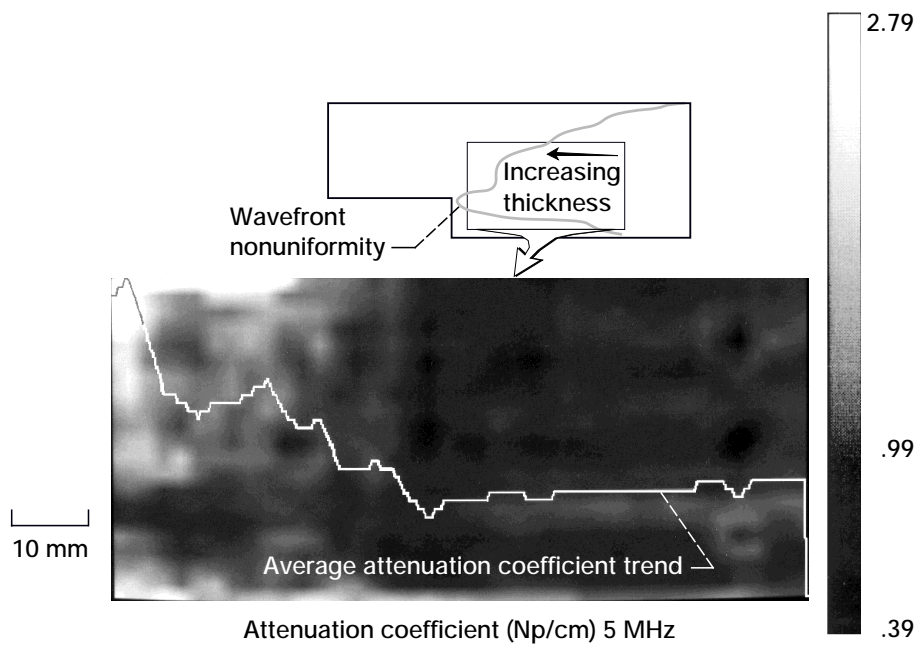 2.79
Increasing
thickness
Wavefront
nonuniformity
.99
10 mm
Average attenuation coefficient trend
.39
Attenuation coefficient (Np/cm) 5 MHz